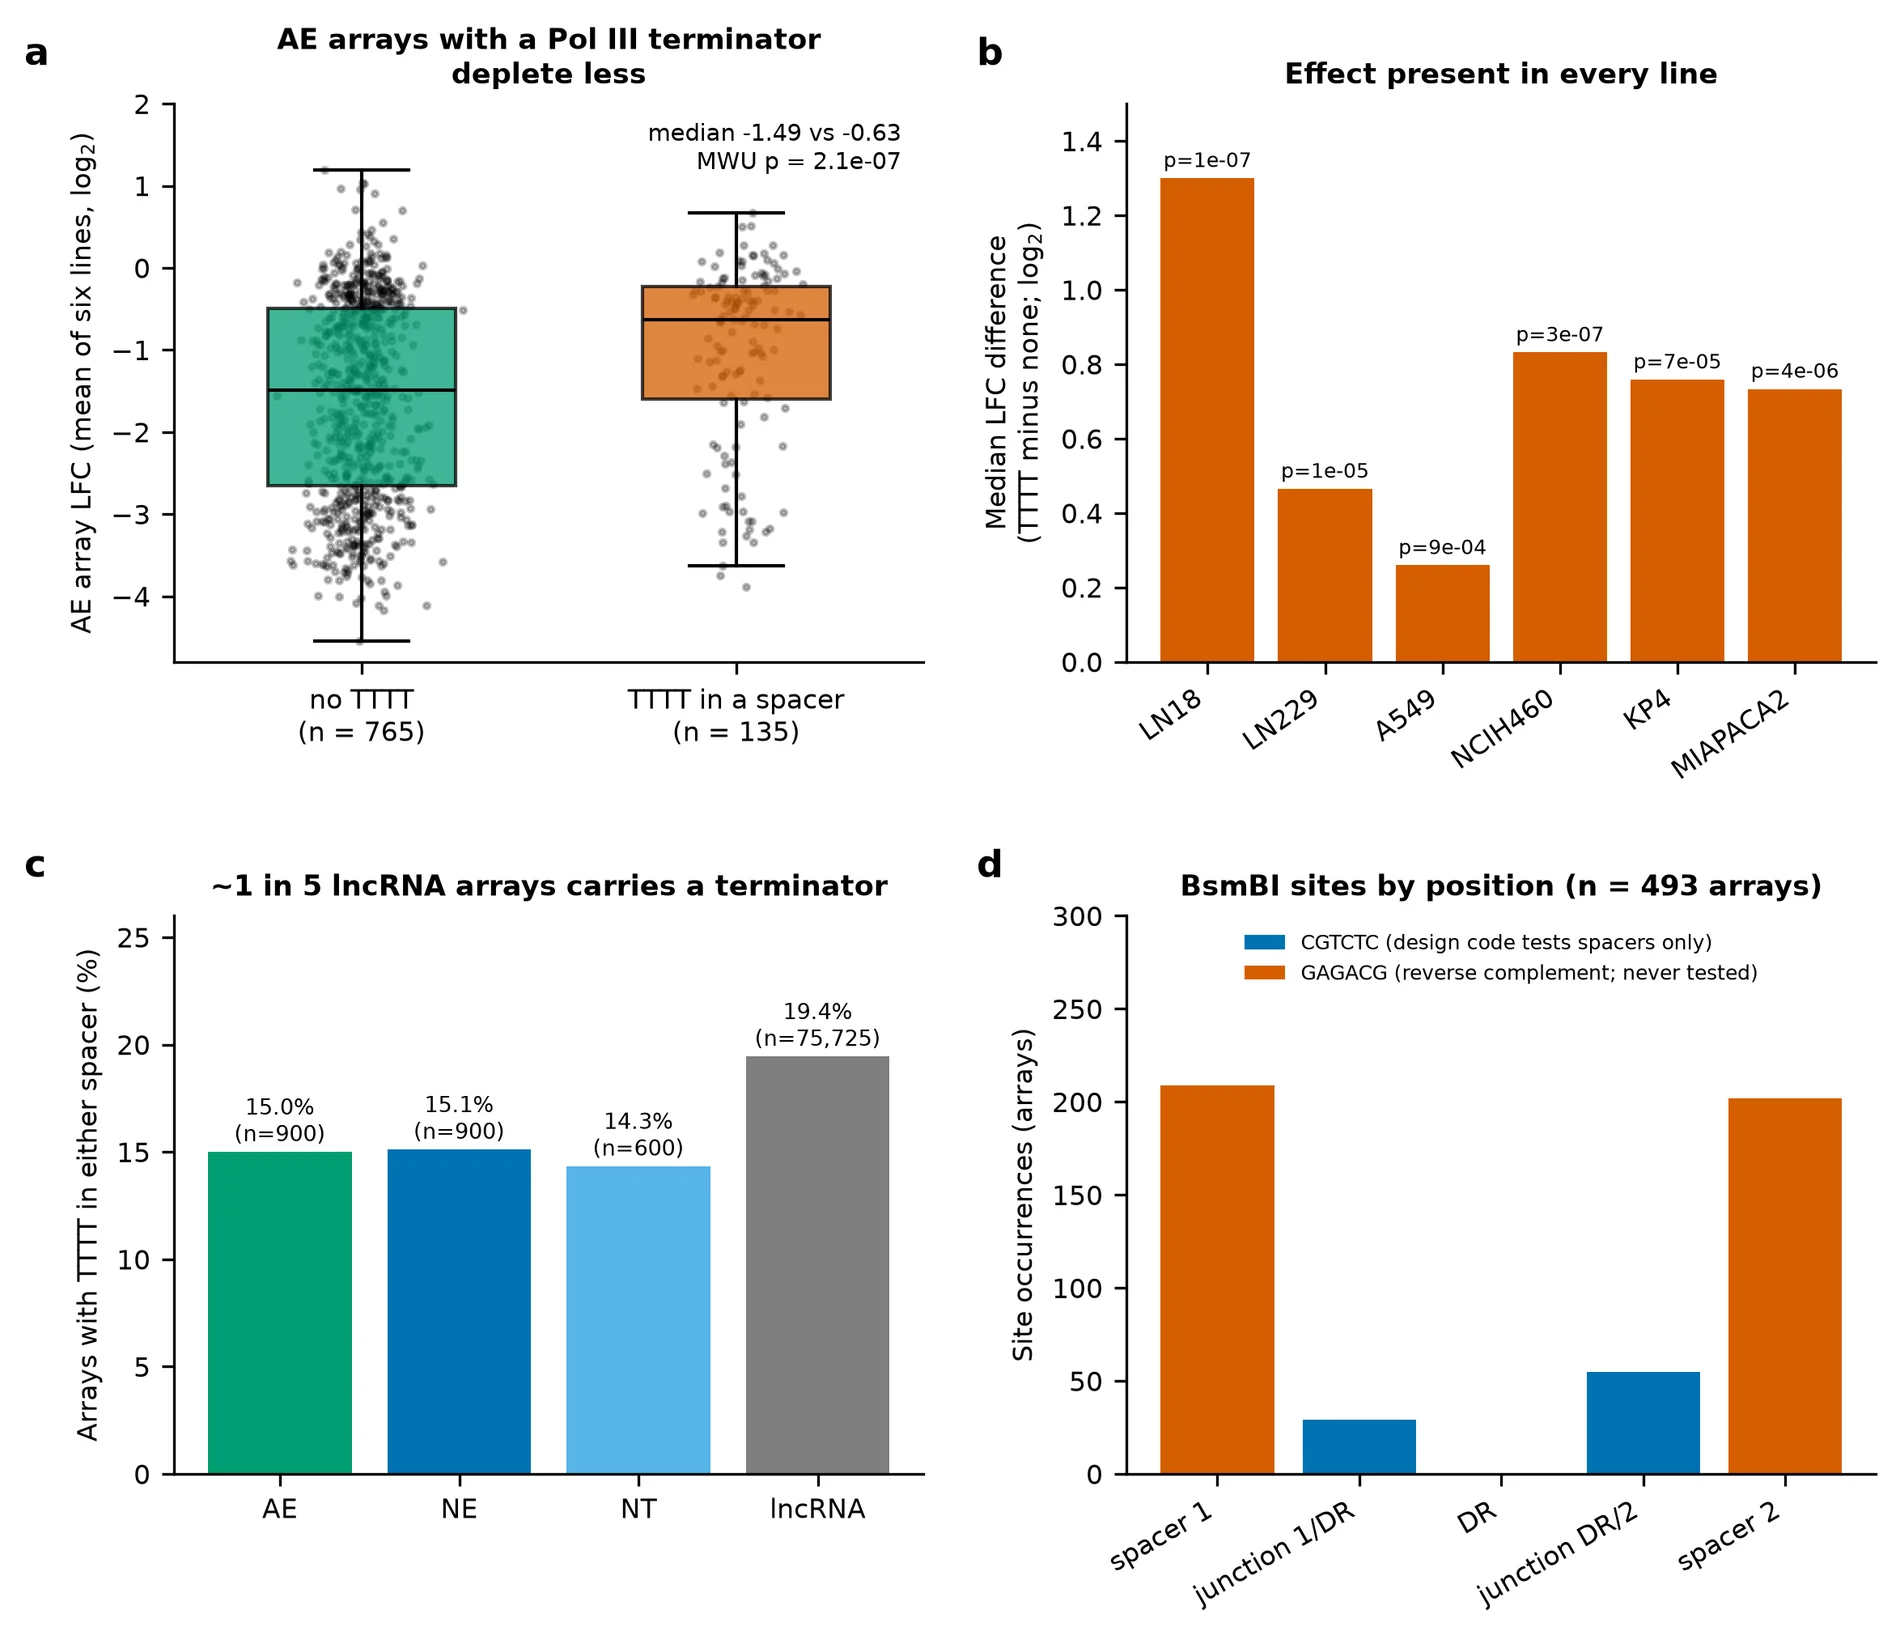 a
AE arrays with a Pol III terminator
deplete less
AE array LFC (mean of six lines, log₂)
2
1
0
−1
−2
−3
−4
median -1.49 vs -0.63
MWU p = 2.1e-07
no TTTT
(n = 765)
TTTT in a spacer
(n = 135)
b
Effect present in every line
Median LFC difference
(TTTT minus none; log₂)
1.4
1.2
1.0
0.8
0.6
0.4
0.2
0.0
p=1e-07
p=1e-05
p=9e-04
p=3e-07
p=7e-05
p=4e-06
LN18
LN229
A549
NCIH460
KP4
MIAPACA2
c
~1 in 5 lncRNA arrays carries a terminator
Arrays with TTTT in either spacer (%)
25
20
15
10
5
0
15.0%
(n=900)
15.1%
(n=900)
14.3%
(n=600)
19.4%
(n=75,725)
AE
NE
NT
lncRNA
d
BsmBI sites by position (n = 493 arrays)
Site occurrences (arrays)
300
250
200
150
100
50
0
CGTCTC (design code tests spacers only)
GAGACG (reverse complement; never tested)
spacer 1
junction 1/DR
DR
junction DR/2
spacer 2